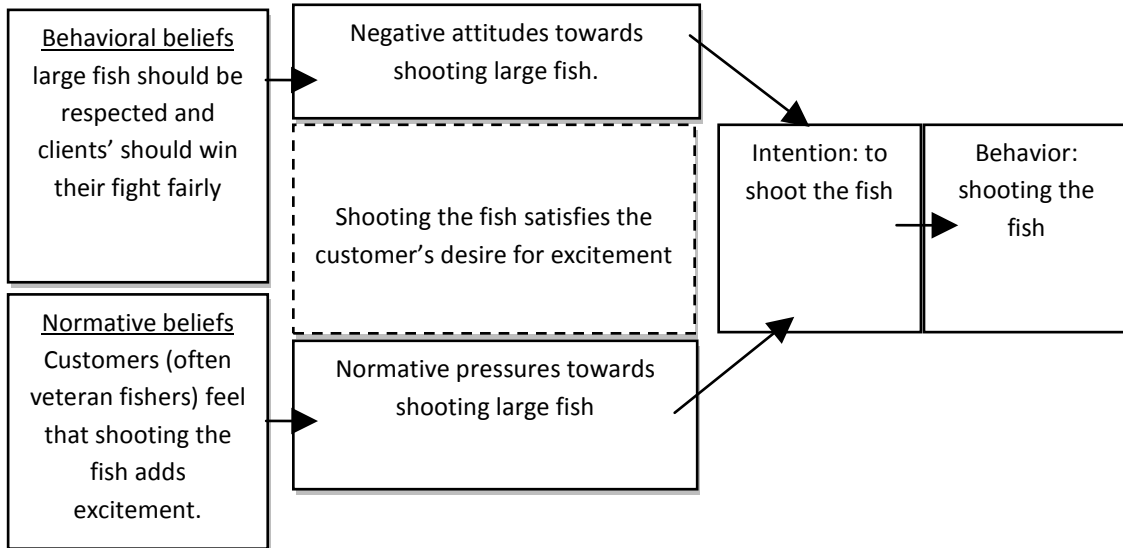 Behavioral beliefs
large fish should be
respected and
clients’ should win
their fight fairly
Normative beliefs
Customers (often
veteran fishers) feel
that shooting the
fish adds
excitement.
Negative attitudes towards
shooting large fish.
Shooting the fish satisfies the
customer’s desire for excitement
Normative pressures towards
shooting large fish
Intention: to
shoot the fish
Behavior:
shooting the
fish